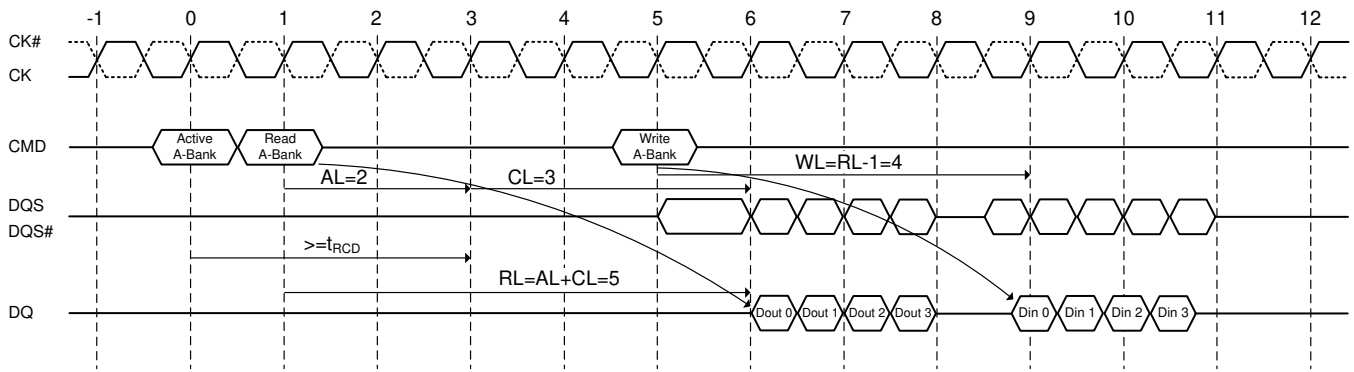 -1 0 1 2 3 4 5 6 7 8 9 10 11 12
CK#
CK
CMD
Active
A-Bank
Read
A-Bank
Write
A-Bank
WL=RL-1=4
AL=2
CL=3
DQS
DQS#
>=tRCD
RL=AL+CL=5
DQ
Dout 0 Dout 1 Dout 2 Dout 3 Din 0 Din 1 Din 2 Din 3